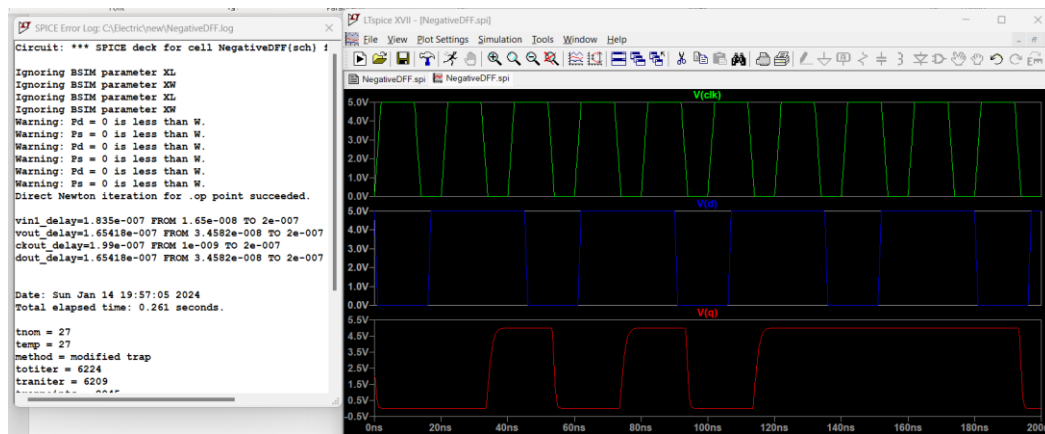 SPICE Error Log: C:\Electric\new\NegativeDFF.log
Circuit: *** SPICE deck for cell NegativeDFF{sch} f
Ignoring BSIM parameter XL
Ignoring BSIM parameter XW
Ignoring BSIM parameter XL
Ignoring BSIM parameter XW
Warning: Pd = 0 is less than W.
Warning: Ps = 0 is less than W.
Warning: Pd = 0 is less than W.
Warning: Ps = 0 is less than W.
Warning: Pd = 0 is less than W.
Warning: Ps = 0 is less than W.
Direct Newton iteration for .op point succeeded.
vin1_delay=1.835e-007 FROM 1.65e-008 TO 2e-007
vout_delay=1.65418e-007 FROM 3.4582e-008 TO 2e-007
ckout_delay=1.99e-007 FROM 1e-009 TO 2e-007
dout_delay=1.65418e-007 FROM 3.4582e-008 TO 2e-007
Date: Sun Jan 14 19:57:05 2024
Total elapsed time: 0.261 seconds.
tnom = 27
temp = 27
method = modified trap
totiter = 6224
traniter = 6209
LTspice XVII - [NegativeDFF.spi]
File View Plot Settings Simulation Tools Window Help
NegativeDFF.spi NegativeDFF.spi
V(clk)
5.0V
4.0V
3.0V
2.0V
1.0V
0.0V
V(d)
5.0V
4.0V
3.0V
2.0V
1.0V
0.0V
V(q)
5.5V
4.5V
3.5V
2.5V
1.5V
0.5V
-0.5V
0ns 20ns 40ns 60ns 80ns 100ns 120ns 140ns 160ns 180ns 200